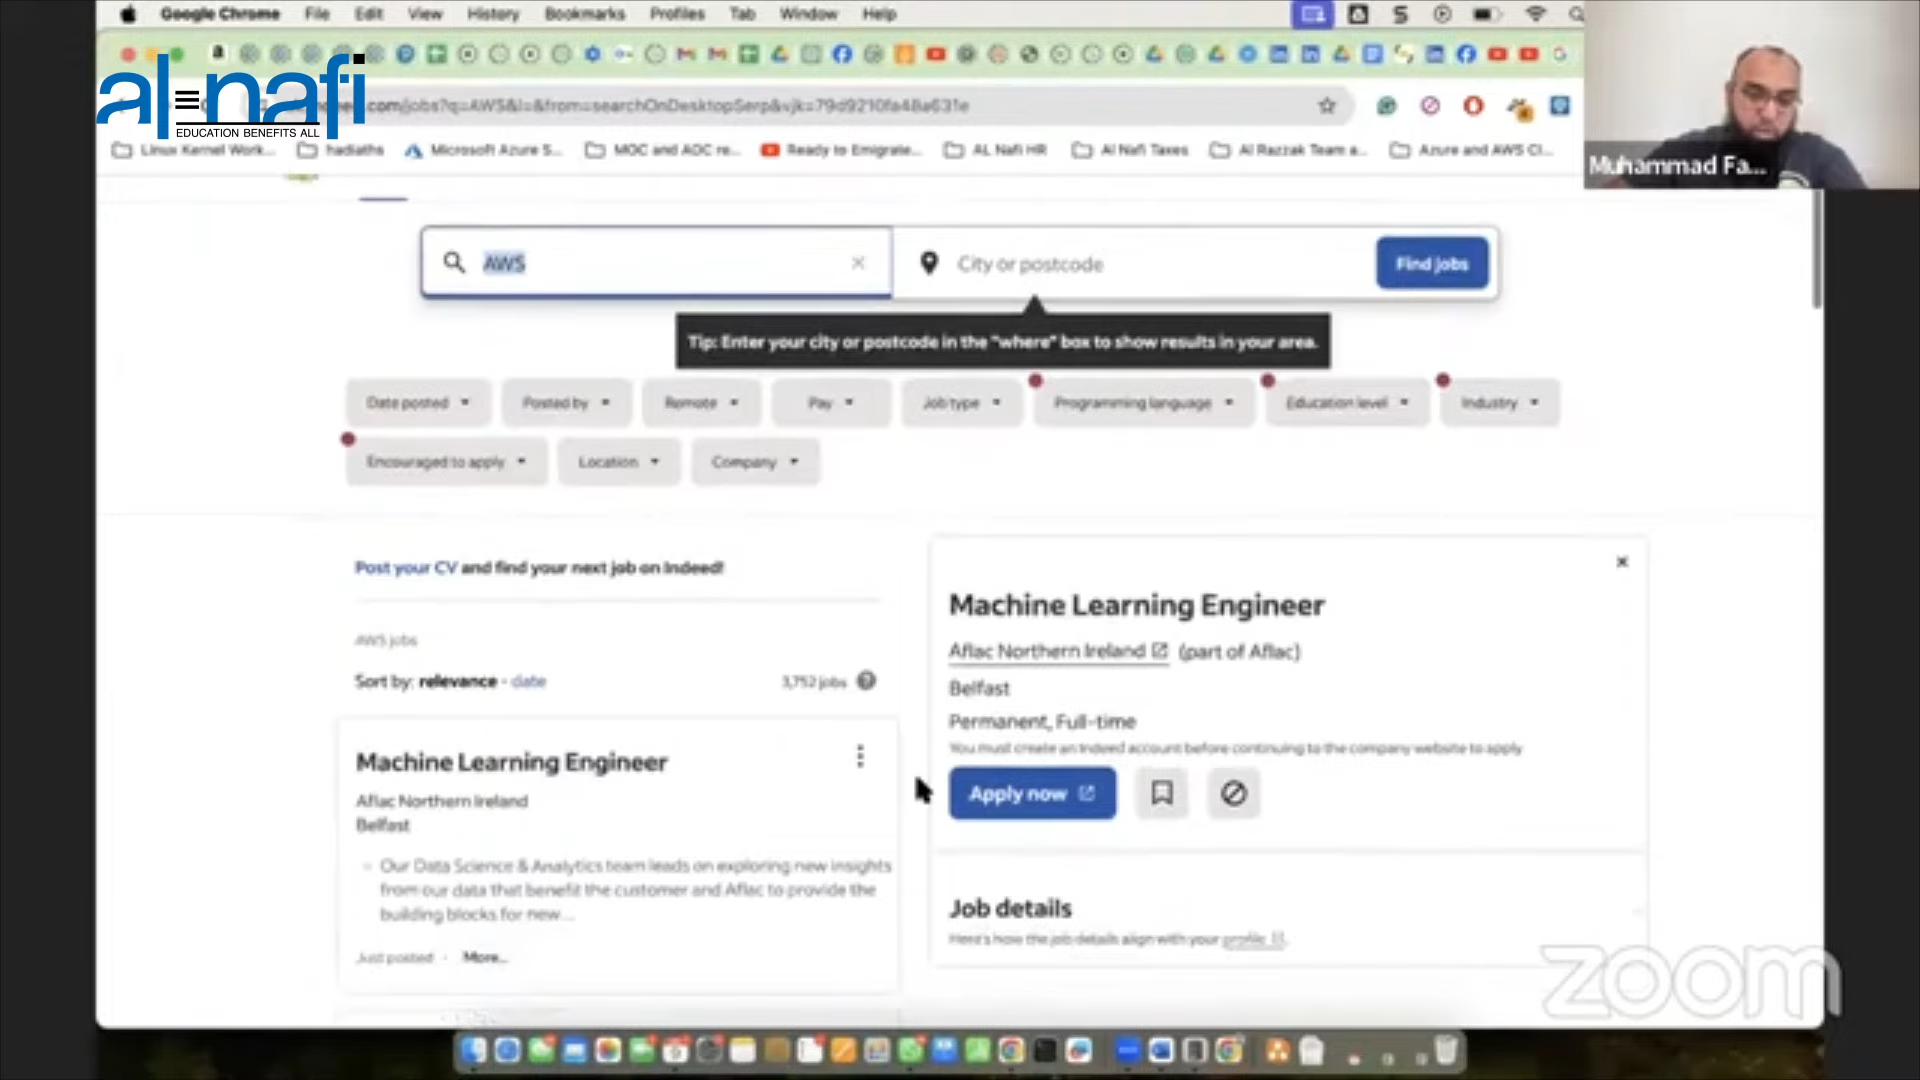 Google Chrome File Edit View History Bookmarks Profiles Tab Window Help
al nafi
EDUCATION BENEFITS ALL
.com/jobs?q=AWS&l=&from=searchOnDesktopSerp&vjk=79d9210fa48a631e
Linux Kernel Work... hadiaths Microsoft Azure S... MOC and AOC re... Ready to Emigrate... AL Nafi HR Al Nafi Taxes Al Razzak Team a... Azure and AWS Cl...
Muhammad Fa...
AWS City or postcode Find jobs
Tip: Enter your city or postcode in the "where" box to show results in your area.
Date posted Posted by Remote Pay Job type Programming language Education level Industry
Encouraged to apply Location Company
Post your CV and find your next job on Indeed!
AWS jobs
Sort by: relevance - date 3,752 jobs
Machine Learning Engineer
Aflac Northern Ireland
Belfast
Our Data Science & Analytics team leads on exploring new insights
from our data that benefit the customer and Aflac to provide the
building blocks for new...
Just posted · More...
Machine Learning Engineer
Aflac Northern Ireland (part of Aflac)
Belfast
Permanent, Full-time
You must create an Indeed account before continuing to the company website to apply
Apply now
Job details
Here's how the job details align with your profile.
zoom